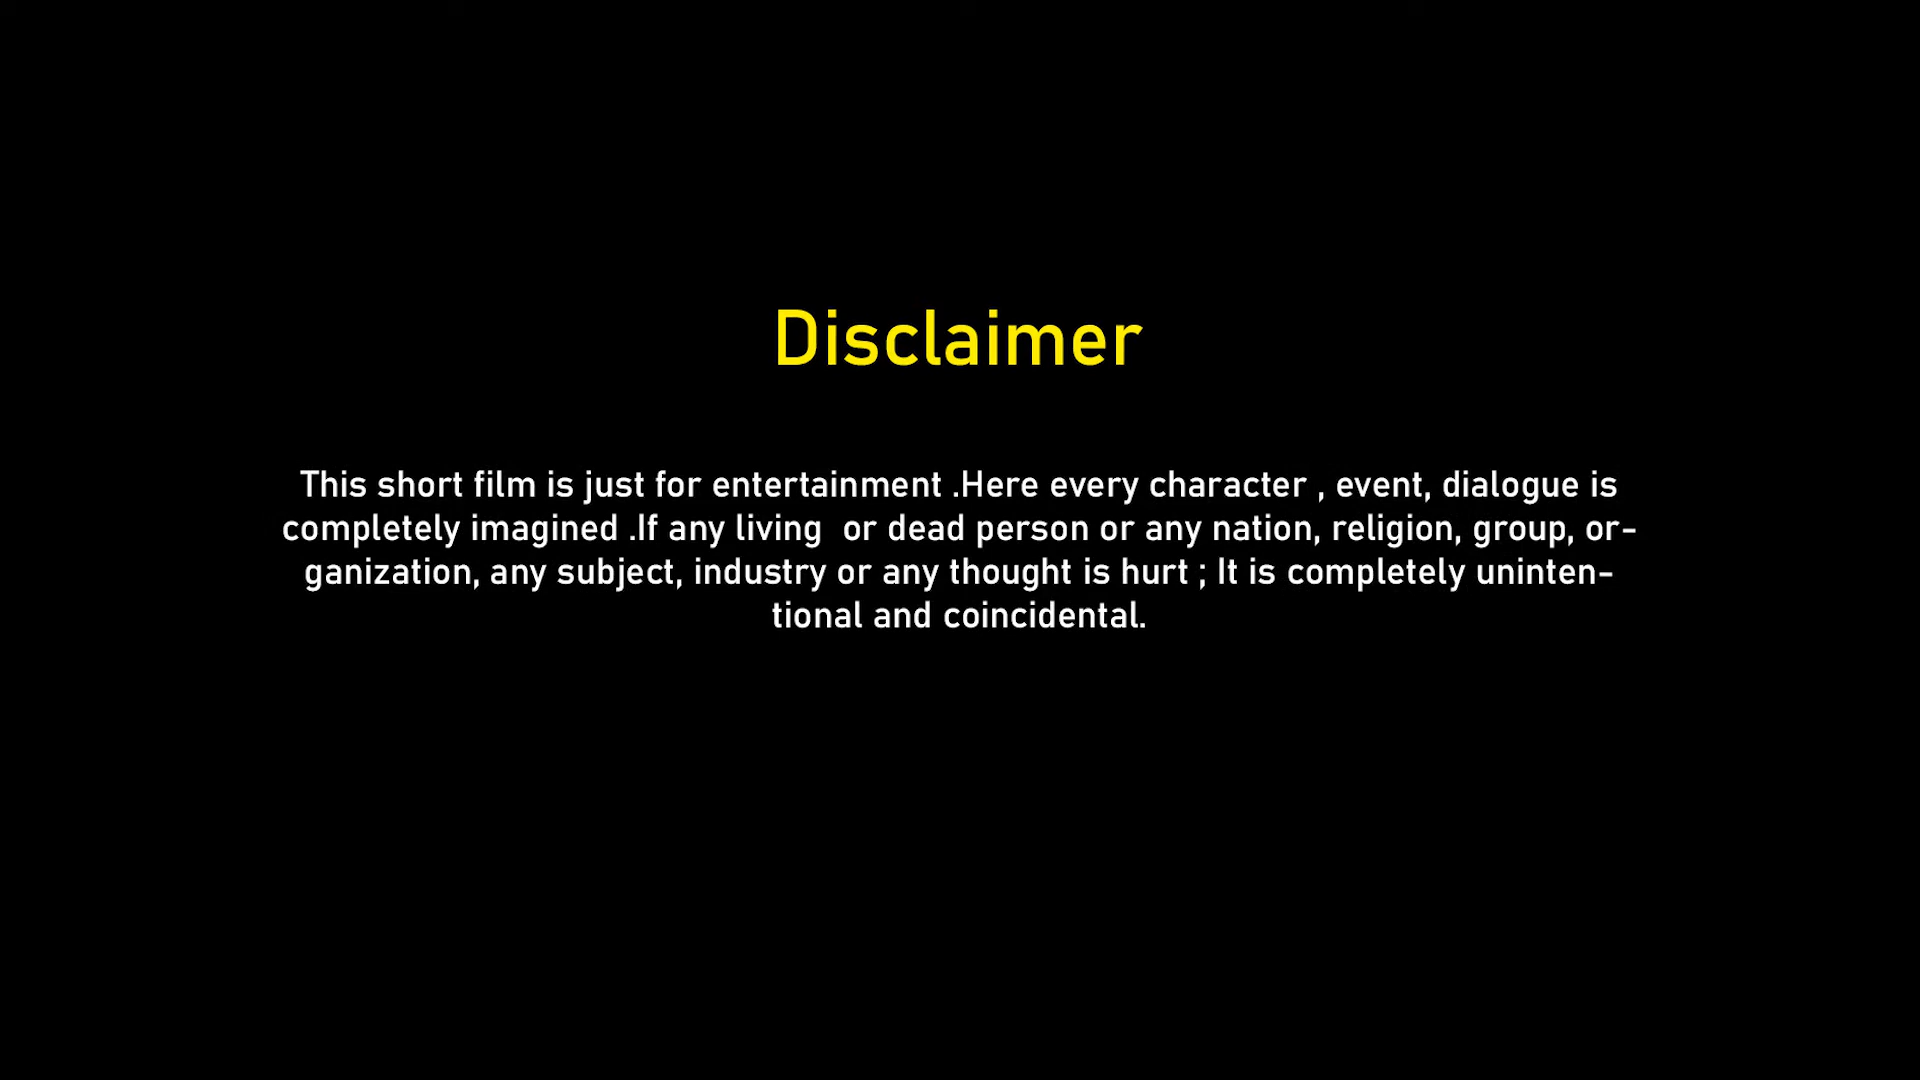 Disclaimer
This short film is just for entertainment .Here every character , event, dialogue is
completely imagined .If any living  or dead person or any nation, religion, group, or-
ganization, any subject, industry or any thought is hurt ; It is completely uninten-
tional and coincidental.